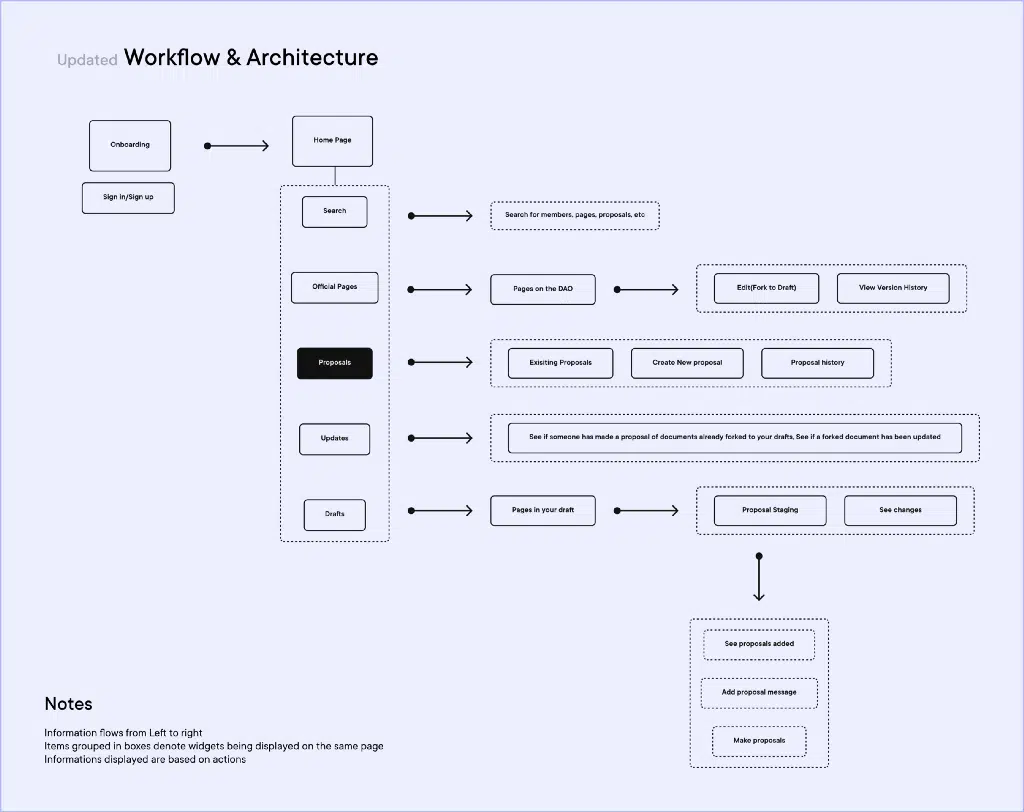 Updated Workflow & Architecture
Onboarding
Home Page
Sign in/Sign up
Search
Search for members, pages, proposals, etc
Official Pages
Pages on the DAO
Edit(Fork to Draft)
View Version History
Proposals
Exisiting Proposals
Create New proposal
Proposal history
Updates
See if someone has made a proposal of documents already forked to your drafts, See if a forked document has been updated
Drafts
Pages in your draft
Proposal Staging
See changes
See proposals added
Add proposal message
Make proposals
Notes
Information flows from Left to right
Items grouped in boxes denote widgets being displayed on the same page
Informations displayed are based on actions